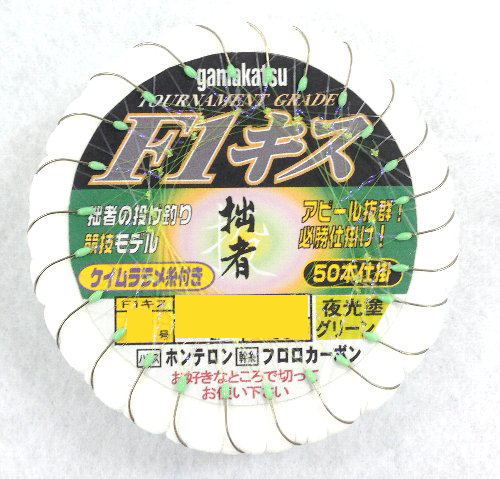 gamakatsu
TOURNAMENT GRADE
F1キス
拙者の投げ釣り
競技モデル
拙者
アピール抜群!
必勝仕掛け!
ケイムララメ糸付き
50本仕掛
F1キス
号
夜光塗
グリーン
ハリス ホンテロン 幹糸 フロロカーボン
お好きなところで切って
お使い下さい